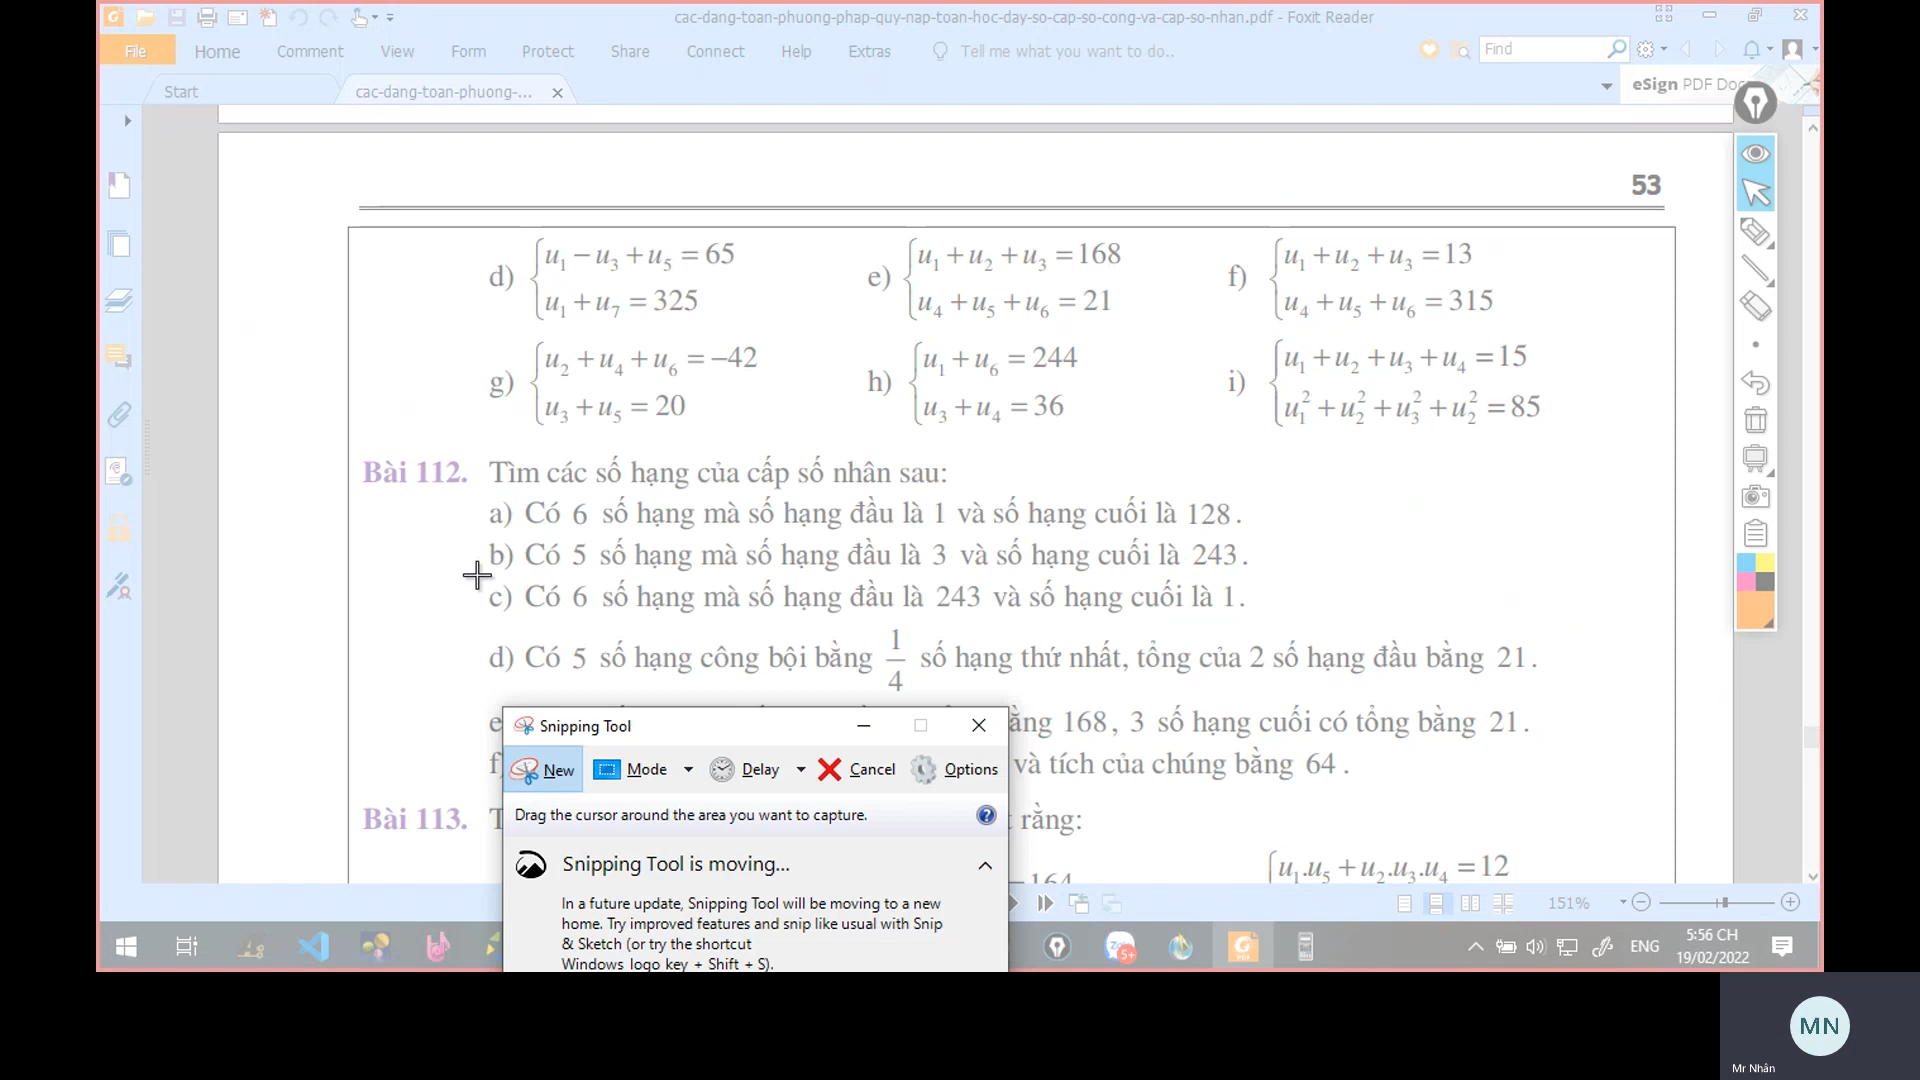 cac-dang-toan-phuong-phap-quy-nap-toan-hoc-day-so-cap-so-cong-va-cap-so-nhan.pdf - Foxit Reader
File Home Comment View Form Protect Share Connect Help Extras Tell me what you want to do.. Find
Start cac-dang-toan-phuong-... eSign PDF Doc
53
d) { u₁ − u₃ + u₅ = 65
u₁ + u₇ = 325
e) { u₁ + u₂ + u₃ = 168
u₄ + u₅ + u₆ = 21
f) { u₁ + u₂ + u₃ = 13
u₄ + u₅ + u₆ = 315
g) { u₂ + u₄ + u₆ = −42
u₃ + u₅ = 20
h) { u₁ + u₆ = 244
u₃ + u₄ = 36
i) { u₁ + u₂ + u₃ + u₄ = 15
u₁² + u₂² + u₃² + u₂² = 85
Bài 112. Tìm các số hạng của cấp số nhân sau:
a) Có 6 số hạng mà số hạng đầu là 1 và số hạng cuối là 128.
b) Có 5 số hạng mà số hạng đầu là 3 và số hạng cuối là 243.
c) Có 6 số hạng mà số hạng đầu là 243 và số hạng cuối là 1.
d) Có 5 số hạng công bội bằng 1/4 số hạng thứ nhất, tổng của 2 số hạng đầu bằng 21.
e 168, 3 số hạng cuối có tổng bằng 21.
f và tích của chúng bằng 64.
Bài 113. T rằng:
u₁.u₅ + u₂.u₃.u₄ = 12
Snipping Tool
New Mode Delay Cancel Options
Drag the cursor around the area you want to capture.
Snipping Tool is moving...
In a future update, Snipping Tool will be moving to a new
home. Try improved features and snip like usual with Snip
& Sketch (or try the shortcut
Windows logo key + Shift + S).
151%
Zalo 5+
ENG
5:56 CH
19/02/2022
MN
Mr Nhân